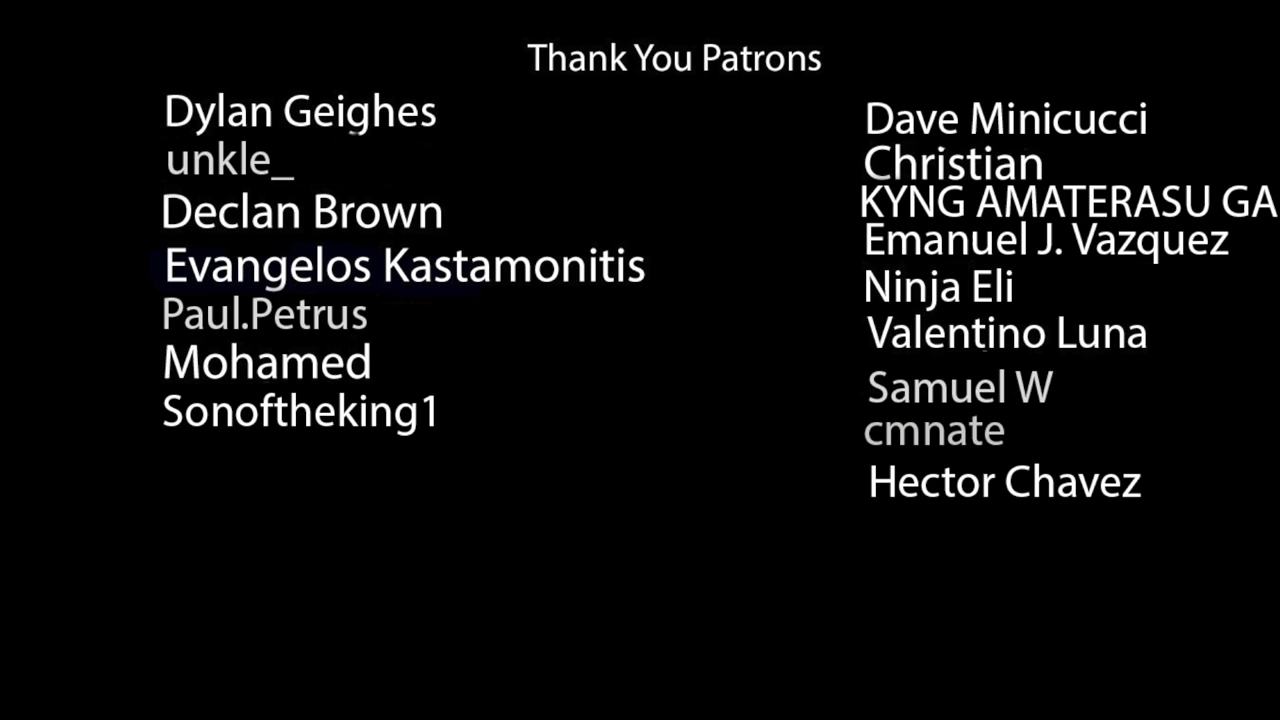 Thank You Patrons
Dylan Geighes
unkle_
Declan Brown
Evangelos Kastamonitis
Paul.Petrus
Mohamed
Sonoftheking1
Dave Minicucci
Christian
KYNG AMATERASU GA
Emanuel J. Vazquez
Ninja Eli
Valentino Luna
Samuel W
cmnate
Hector Chavez